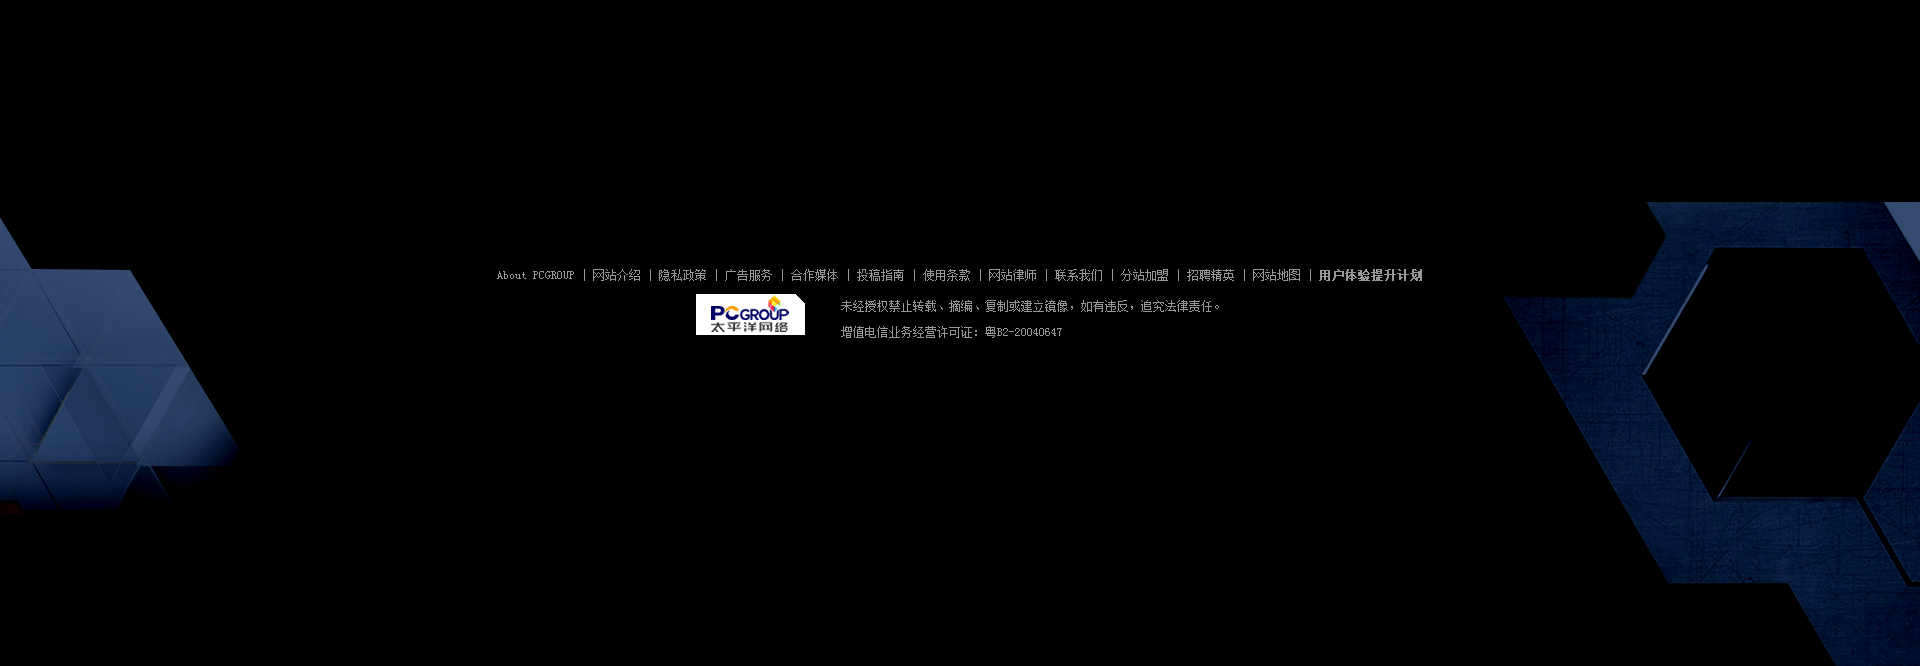 About PCGROUP | 网站介绍 | 隐私政策 | 广告服务 | 合作媒体 | 投稿指南 | 使用条款 | 网站律师 | 联系我们 | 分站加盟 | 招聘精英 | 网站地图 | 用户体验提升计划
PCGROUP
太平洋网络
未经授权禁止转载、摘编、复制或建立镜像，如有违反，追究法律责任。
增值电信业务经营许可证：粤B2-20040647